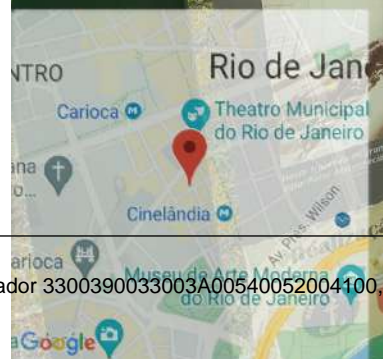 NTRO
Rio de Jan
Carioca
Theatro Municipal
do Rio de Janeiro
ana
Cinelândia
Av. Pres. Wilson
arioca
Museu de Arte Moderna
do Rio de Janeiro
ador 3300390033003A00540052004100,
Google